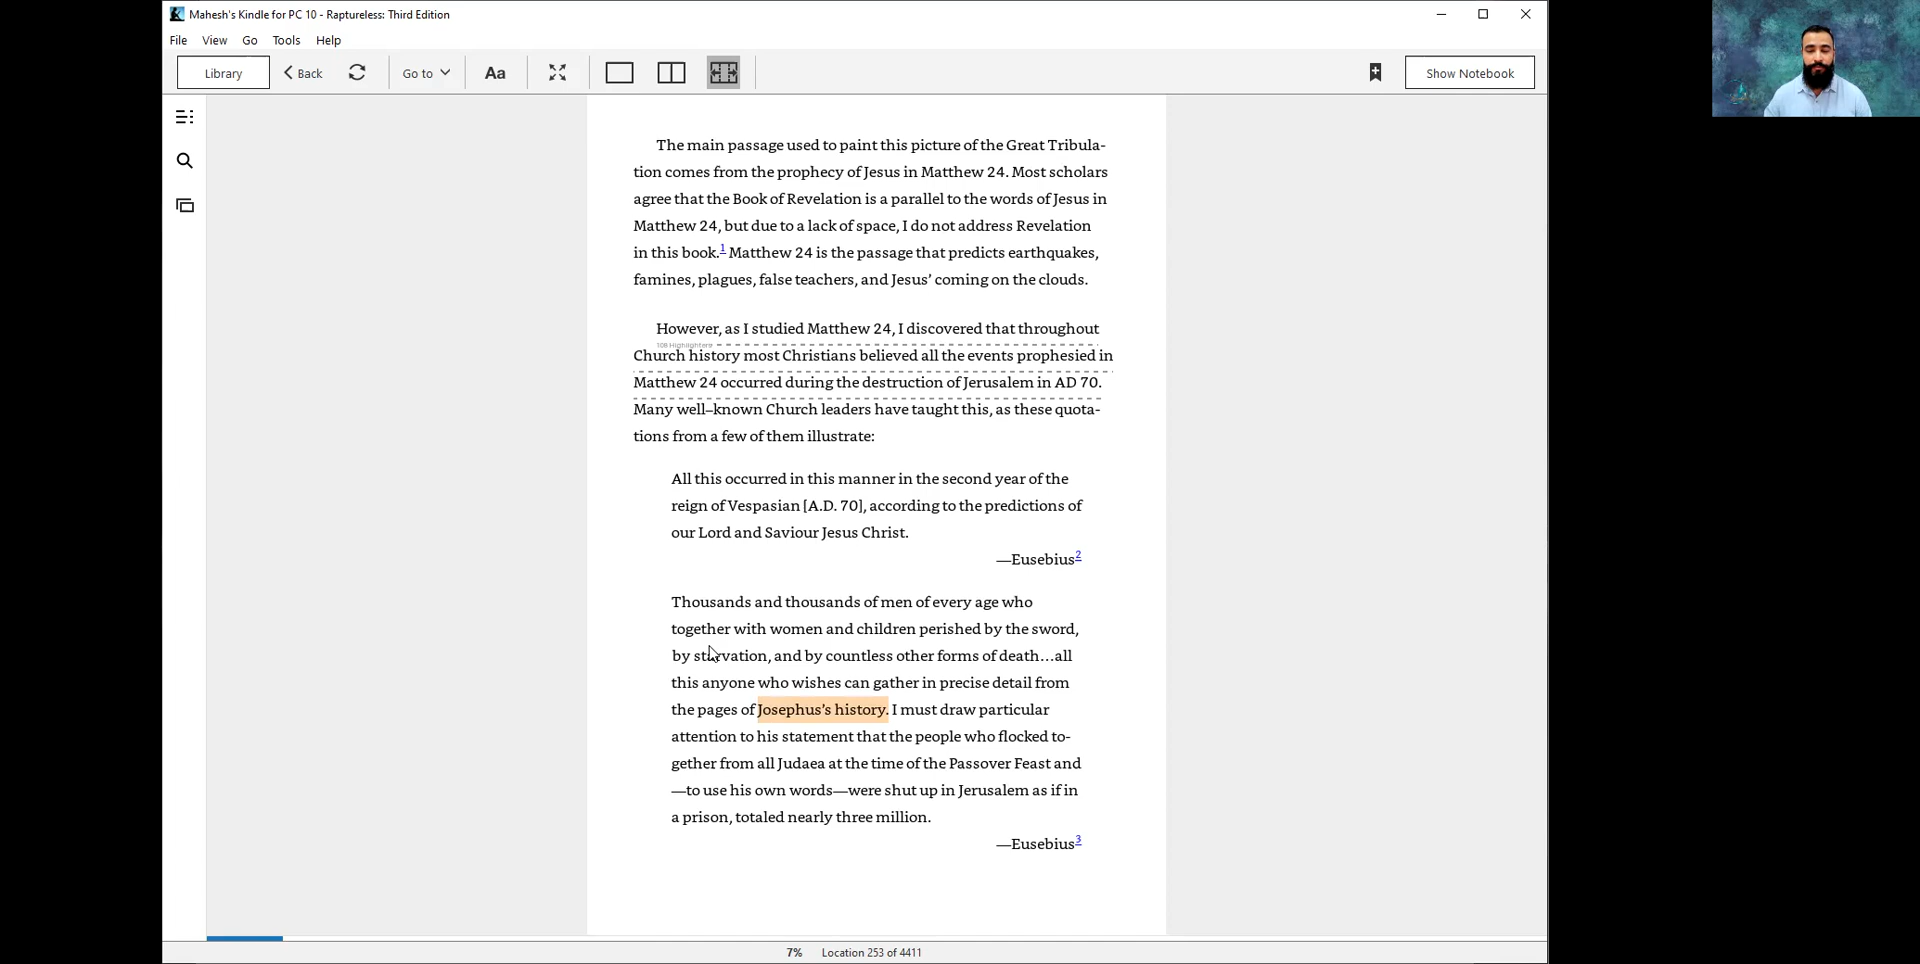 Mahesh's Kindle for PC 10 - Raptureless: Third Edition
File View Go Tools Help
Library Back Go to Aa Show Notebook
The main passage used to paint this picture of the Great Tribula-
tion comes from the prophecy of Jesus in Matthew 24. Most scholars
agree that the Book of Revelation is a parallel to the words of Jesus in
Matthew 24, but due to a lack of space, I do not address Revelation
in this book.1 Matthew 24 is the passage that predicts earthquakes,
famines, plagues, false teachers, and Jesus’ coming on the clouds.
However, as I studied Matthew 24, I discovered that throughout
108 Highlighters
Church history most Christians believed all the events prophesied in
Matthew 24 occurred during the destruction of Jerusalem in AD 70.
Many well–known Church leaders have taught this, as these quota-
tions from a few of them illustrate:
All this occurred in this manner in the second year of the
reign of Vespasian [A.D. 70], according to the predictions of
our Lord and Saviour Jesus Christ.
—Eusebius2
Thousands and thousands of men of every age who
together with women and children perished by the sword,
by starvation, and by countless other forms of death…all
this anyone who wishes can gather in precise detail from
the pages of Josephus’s history. I must draw particular
attention to his statement that the people who flocked to-
gether from all Judaea at the time of the Passover Feast and
—to use his own words—were shut up in Jerusalem as if in
a prison, totaled nearly three million.
—Eusebius3
7% Location 253 of 4411